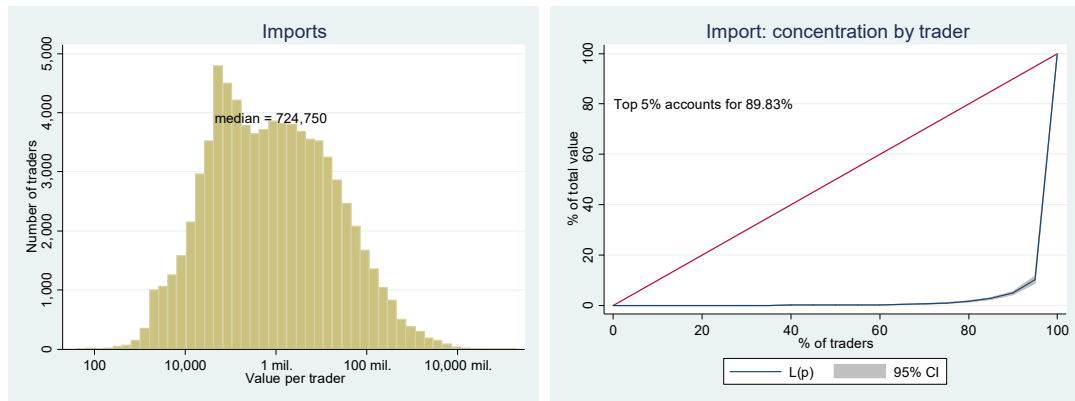 Imports
Number of traders
5,000
4,000
3,000
2,000
1,000
0
median = 724,750
100
10,000
1 mil.
100 mil.
10,000 mil.
Value per trader
Import: concentration by trader
% of total value
100
80
60
40
20
0
Top 5% accounts for 89.83%
0
20
40
60
80
100
% of traders
L(p)
95% CI